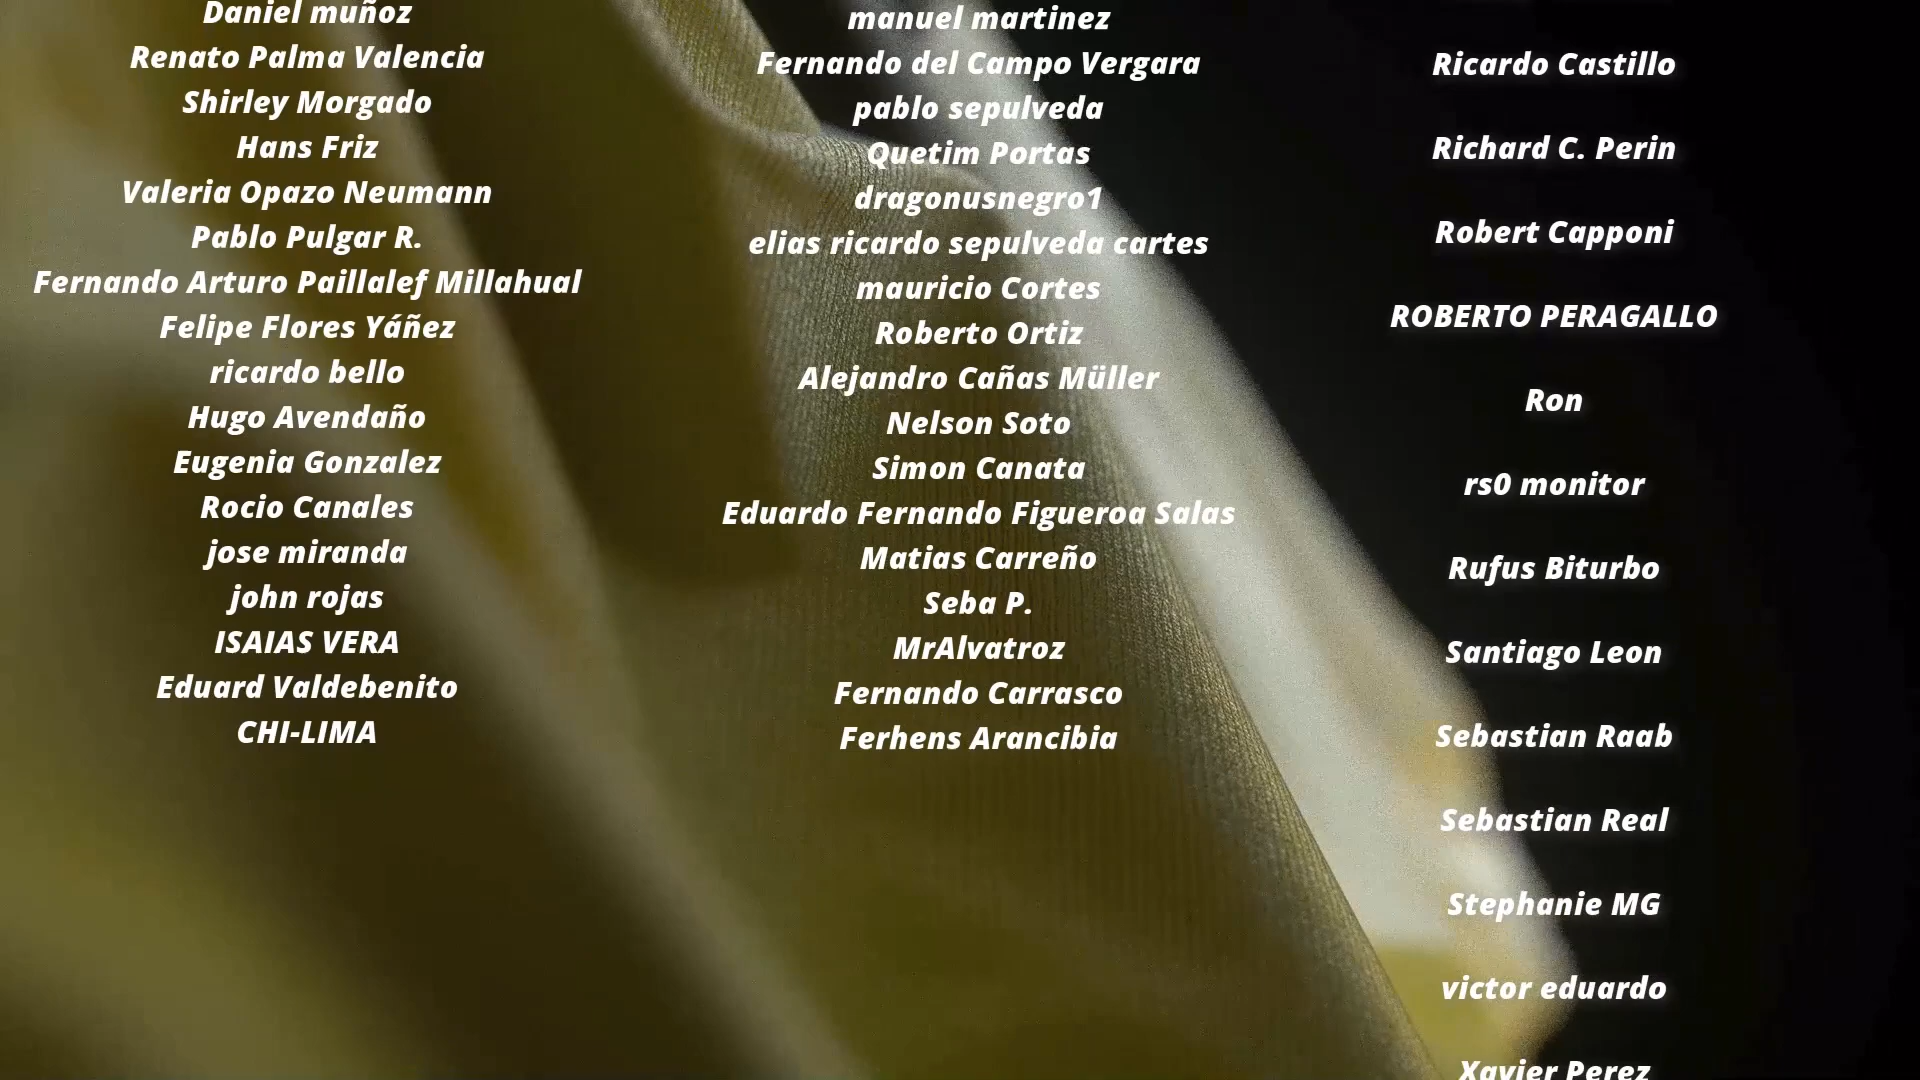 Daniel muñoz
Renato Palma Valencia
Shirley Morgado
Hans Friz
Valeria Opazo Neumann
Pablo Pulgar R.
Fernando Arturo Paillalef Millahual
Felipe Flores Yáñez
ricardo bello
Hugo Avendaño
Eugenia Gonzalez
Rocio Canales
jose miranda
john rojas
ISAIAS VERA
Eduard Valdebenito
CHI-LIMA
manuel martinez
Fernando del Campo Vergara
pablo sepulveda
Quetim Portas
dragonusnegro1
elias ricardo sepulveda cartes
mauricio Cortes
Roberto Ortiz
Alejandro Cañas Müller
Nelson Soto
Simon Canata
Eduardo Fernando Figueroa Salas
Matias Carreño
Seba P.
MrAlvatroz
Fernando Carrasco
Ferhens Arancibia
Ricardo Castillo
Richard C. Perin
Robert Capponi
ROBERTO PERAGALLO
Ron
rs0 monitor
Rufus Biturbo
Santiago Leon
Sebastian Raab
Sebastian Real
Stephanie MG
victor eduardo
Xavier Perez